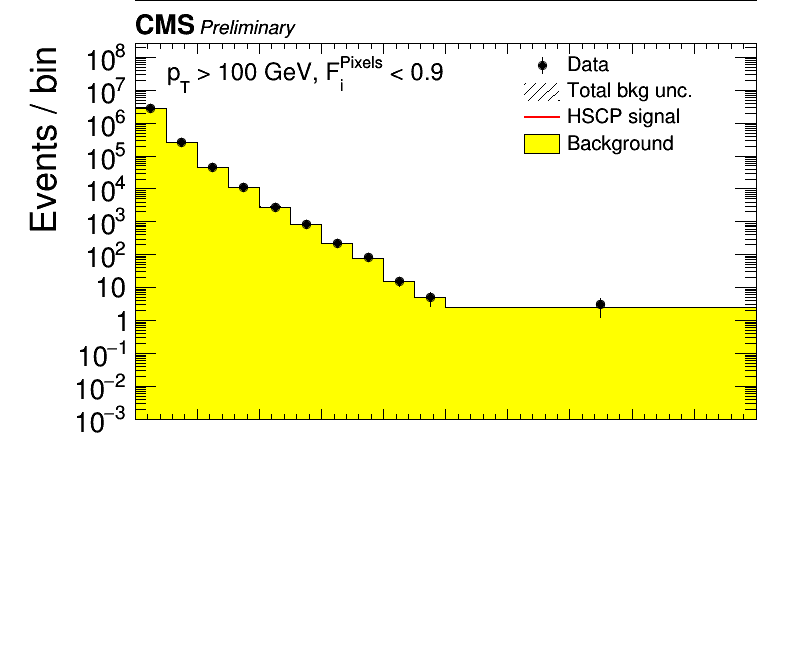 CMS Preliminary
Events / bin
p_T > 100 GeV, F_i^Pixels < 0.9
Data
Total bkg unc.
HSCP signal
Background
10^8
10^7
10^6
10^5
10^4
10^3
10^2
10
1
10^−1
10^−2
10^−3